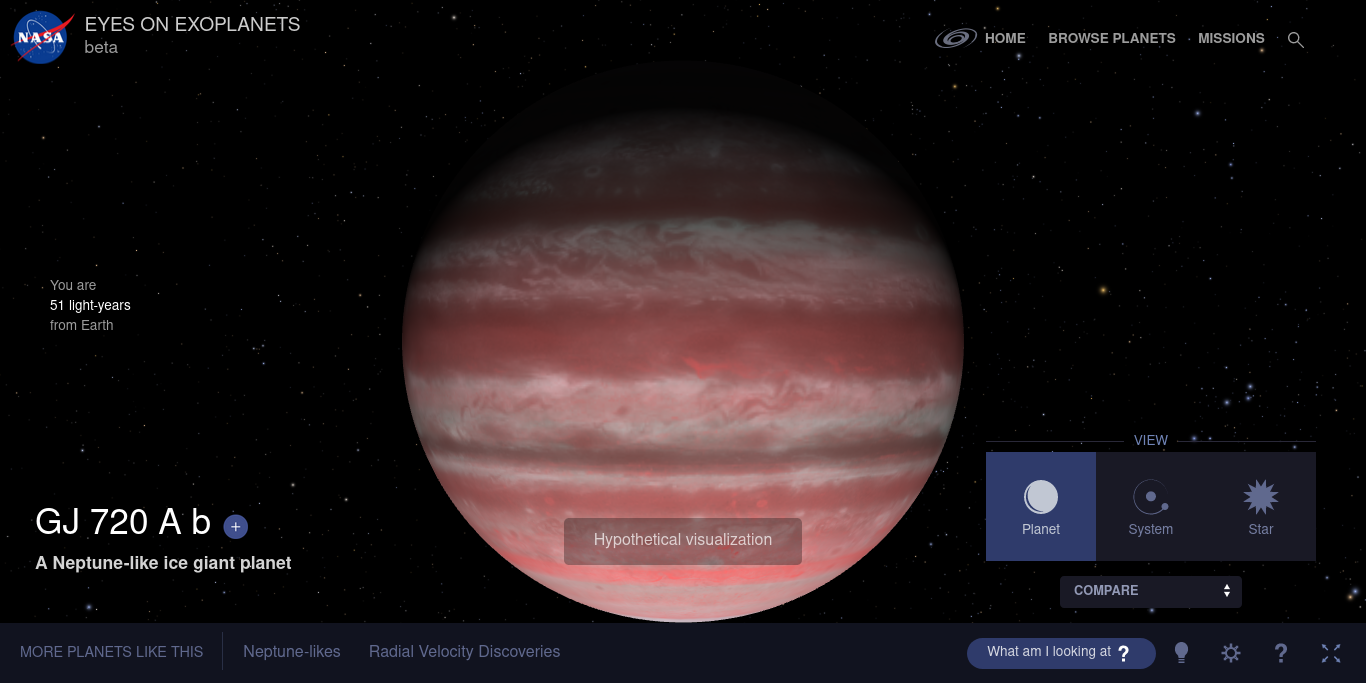 NASA
EYES ON EXOPLANETS
beta
HOME
BROWSE PLANETS
MISSIONS
You are
51 light-years
from Earth
VIEW
Planet
System
Star
COMPARE
GJ 720 A b +
A Neptune-like ice giant planet
Hypothetical visualization
MORE PLANETS LIKE THIS
Neptune-likes
Radial Velocity Discoveries
What am I looking at ?
?